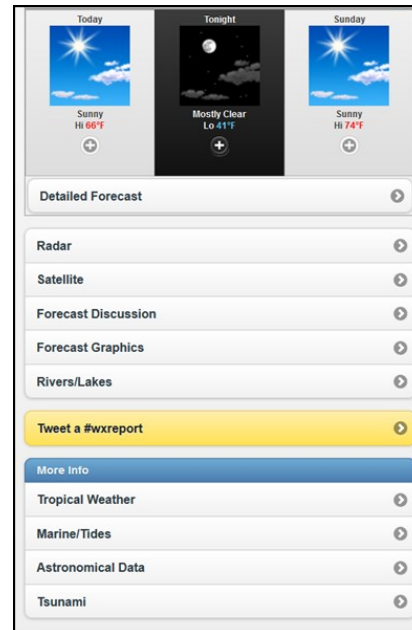 Today
Sunny
Hi 66°F
Tonight
Mostly Clear
Lo 41°F
Sunday
Sunny
Hi 74°F
Detailed Forecast
Radar
Satellite
Forecast Discussion
Forecast Graphics
Rivers/Lakes
Tweet a #wxreport
More Info
Tropical Weather
Marine/Tides
Astronomical Data
Tsunami